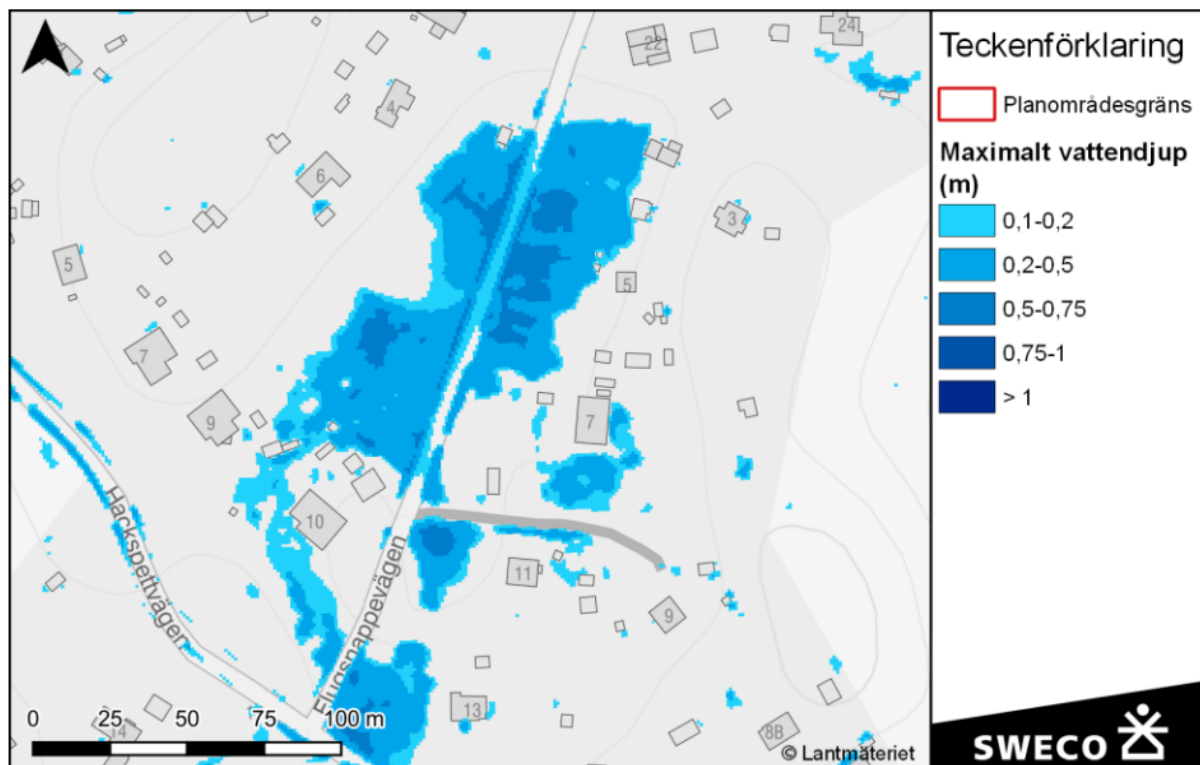 22
24
4
6
3
5
5
7
7
9
10
11
9
13
14
8B
Hackspettvägen
Flugsnappevägen
0 25 50 75 100 m
© Lantmäteriet
Teckenförklaring
Planområdesgräns
Maximalt vattendjup
(m)
0,1-0,2
0,2-0,5
0,5-0,75
0,75-1
> 1
SWECO